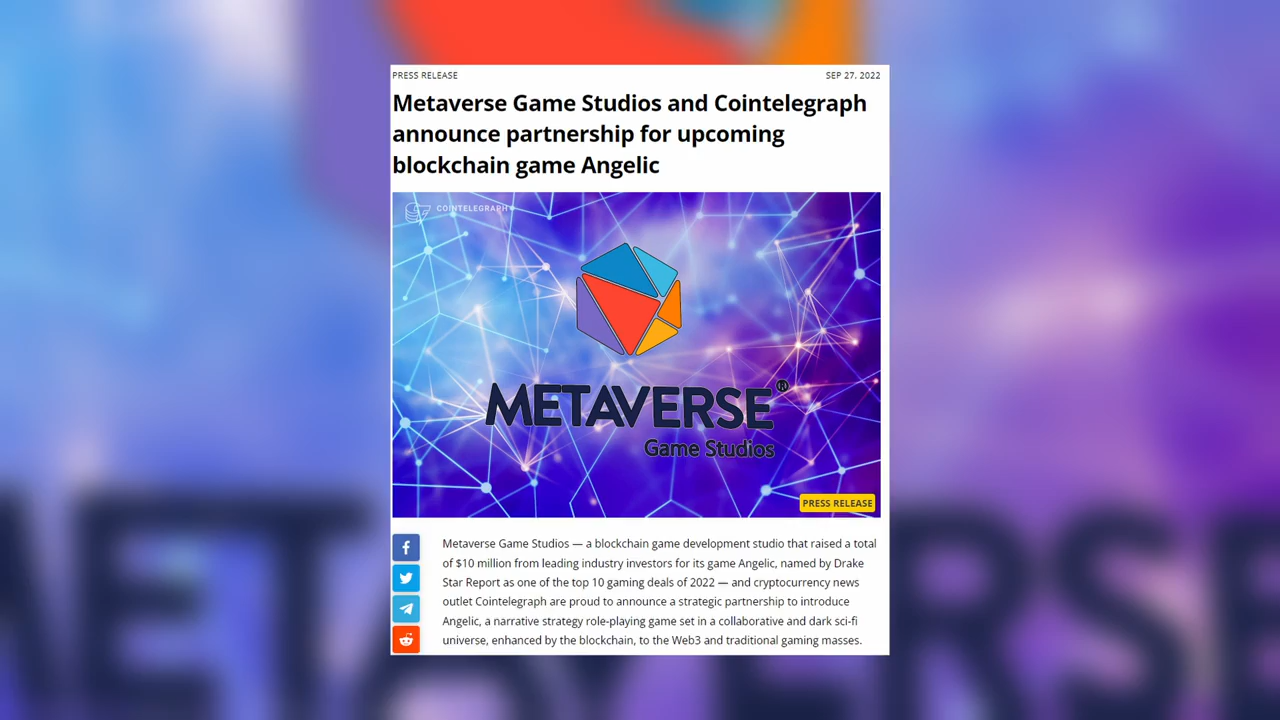 PRESS RELEASE
SEP 27, 2022
Metaverse Game Studios and Cointelegraph
announce partnership for upcoming
blockchain game Angelic
COINTELEGRAPH
METAVERSE®
Game Studios
PRESS RELEASE
Metaverse Game Studios — a blockchain game development studio that raised a total
of $10 million from leading industry investors for its game Angelic, named by Drake
Star Report as one of the top 10 gaming deals of 2022 — and cryptocurrency news
outlet Cointelegraph are proud to announce a strategic partnership to introduce
Angelic, a narrative strategy role-playing game set in a collaborative and dark sci-fi
universe, enhanced by the blockchain, to the Web3 and traditional gaming masses.
METAVERSE